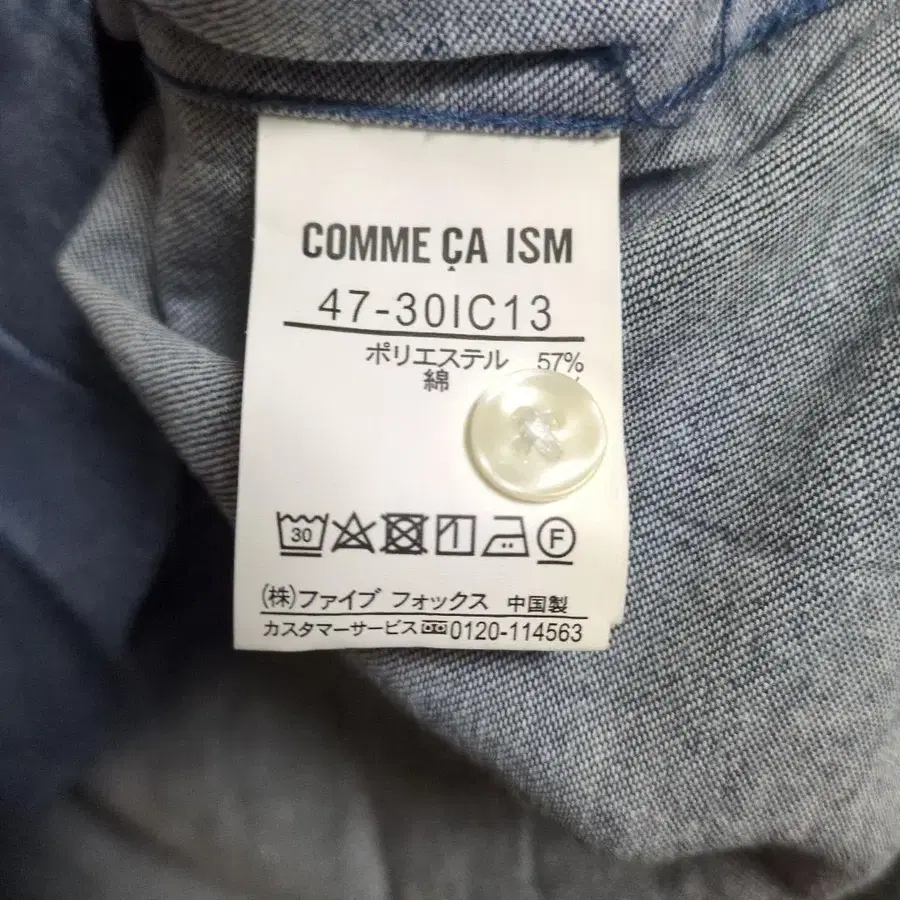 COMME ÇA ISM
47-30IC13
ポリエステル 57%
綿
30
F
(株)ファイブ フォックス 中国製
カスタマーサービス 0120-114563